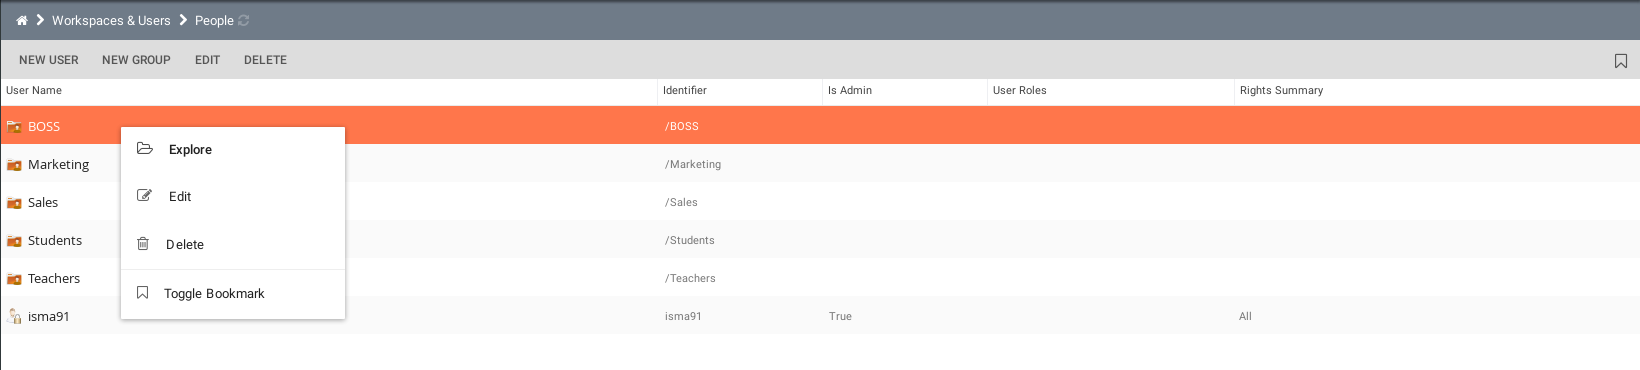 Workspaces & Users People
NEW USER NEW GROUP EDIT DELETE
User Name Identifier Is Admin User Roles Rights Summary
BOSS /BOSS
Explore
Marketing /Marketing
Edit
Sales /Sales
Students /Students
Delete
Teachers /Teachers
Toggle Bookmark
isma91 isma91 True All